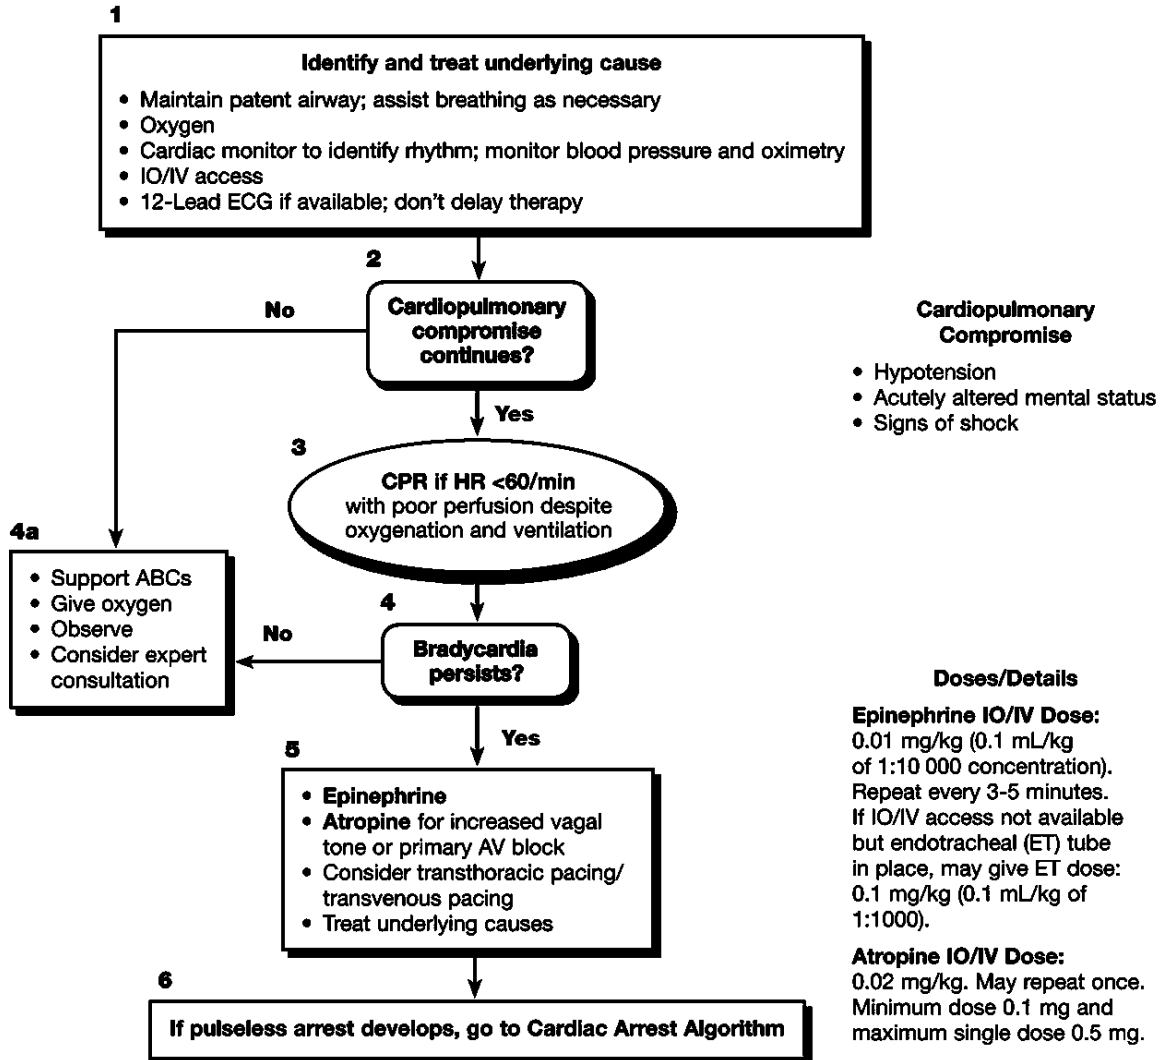 1
Identify and treat underlying cause
• Maintain patent airway; assist breathing as necessary
• Oxygen
• Cardiac monitor to identify rhythm; monitor blood pressure and oximetry
• IO/IV access
• 12-Lead ECG if available; don't delay therapy
2
Cardiopulmonary
compromise
continues?
No
Yes
Cardiopulmonary
Compromise
• Hypotension
• Acutely altered mental status
• Signs of shock
3
CPR if HR <60/min
with poor perfusion despite
oxygenation and ventilation
4a
• Support ABCs
• Give oxygen
• Observe
• Consider expert
consultation
4
Bradycardia
persists?
No
Yes
5
• Epinephrine
• Atropine for increased vagal
tone or primary AV block
• Consider transthoracic pacing/
transvenous pacing
• Treat underlying causes
6
If pulseless arrest develops, go to Cardiac Arrest Algorithm
Doses/Details
Epinephrine IO/IV Dose:
0.01 mg/kg (0.1 mL/kg
of 1:10 000 concentration).
Repeat every 3-5 minutes.
If IO/IV access not available
but endotracheal (ET) tube
in place, may give ET dose:
0.1 mg/kg (0.1 mL/kg of
1:1000).
Atropine IO/IV Dose:
0.02 mg/kg. May repeat once.
Minimum dose 0.1 mg and
maximum single dose 0.5 mg.